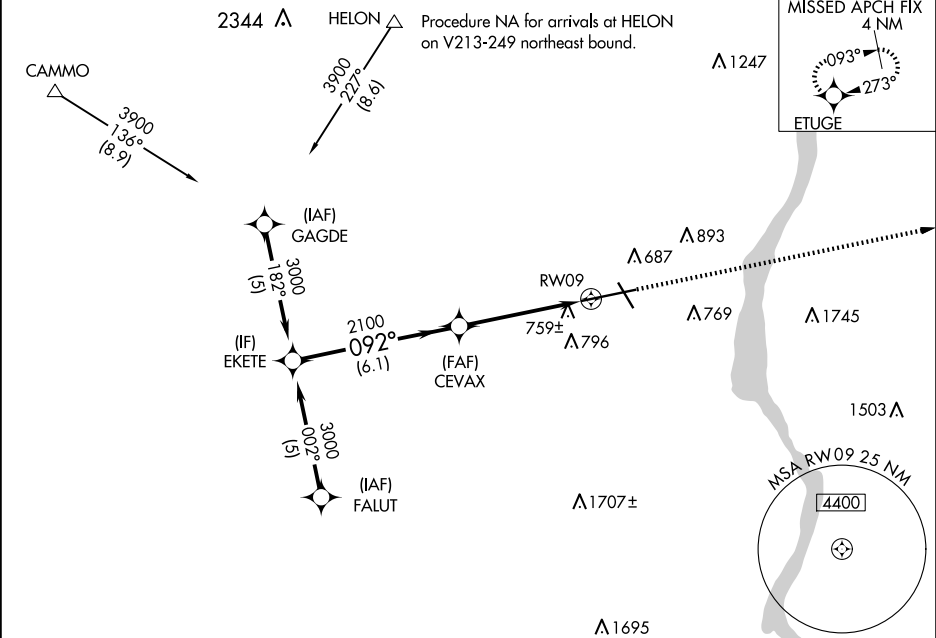 2344
HELON
Procedure NA for arrivals at HELON
on V213-249 northeast bound.
MISSED APCH FIX
4 NM
093°
273°
ETUGE
1247
CAMMO
3900
136°
(8.9)
3900
227°
(8.6)
(IAF)
GAGDE
3000
182°
(5)
893
687
RW09
2100
092°
(6.1)
759±
796
769
1745
(IF)
EKETE
(FAF)
CEVAX
1503
3000
002°
(5)
(IAF)
FALUT
MSA RW09 25 NM
4400
1707±
1695